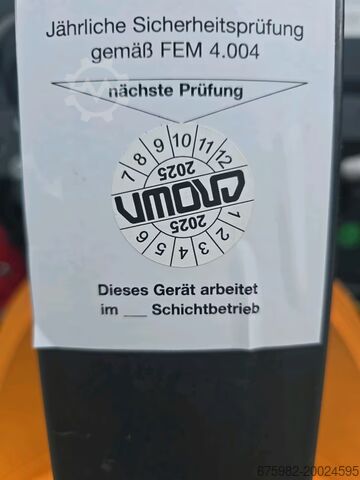 Jährliche Sicherheitsprüfung
gemäß FEM 4.004
nächste Prüfung
7 8 9 10 11 12
2025
CROWN
2025
6 5 4 3 2 1
Dieses Gerät arbeitet
im ___ Schichtbetrieb
675982-20024595